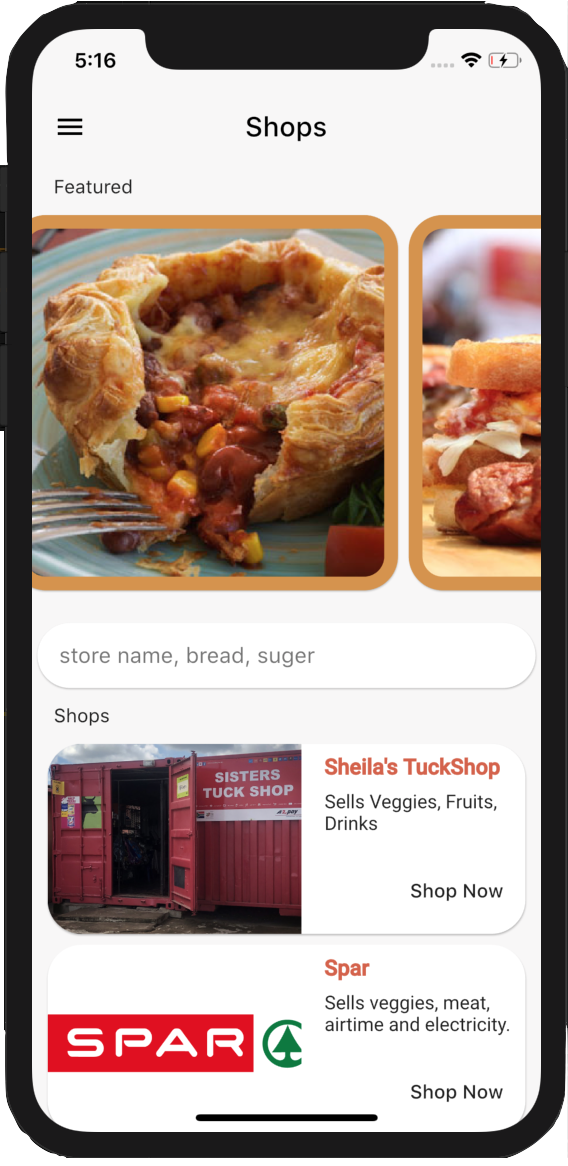 5:16
Shops
Featured
store name, bread, suger
Shops
SISTERS
TUCK SHOP
Sheila's TuckShop
Sells Veggies, Fruits,
Drinks
Shop Now
SPAR
Spar
Sells veggies, meat,
airtime and electricity.
Shop Now